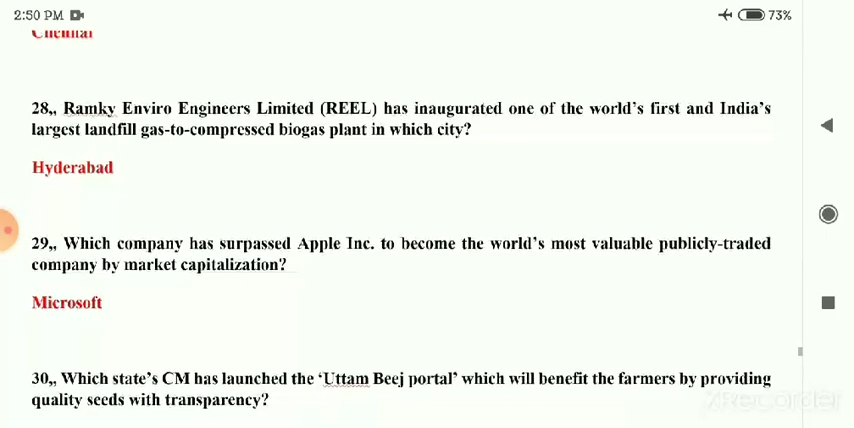 2:50 PM
73%
Chennai
28,, Ramky Enviro Engineers Limited (REEL) has inaugurated one of the world's first and India's
largest landfill gas-to-compressed biogas plant in which city?
Hyderabad
29,, Which company has surpassed Apple Inc. to become the world's most valuable publicly-traded
company by market capitalization?
Microsoft
30,, Which state's CM has launched the ‘Uttam Beej portal’ which will benefit the farmers by providing
quality seeds with transparency?
XRecorder